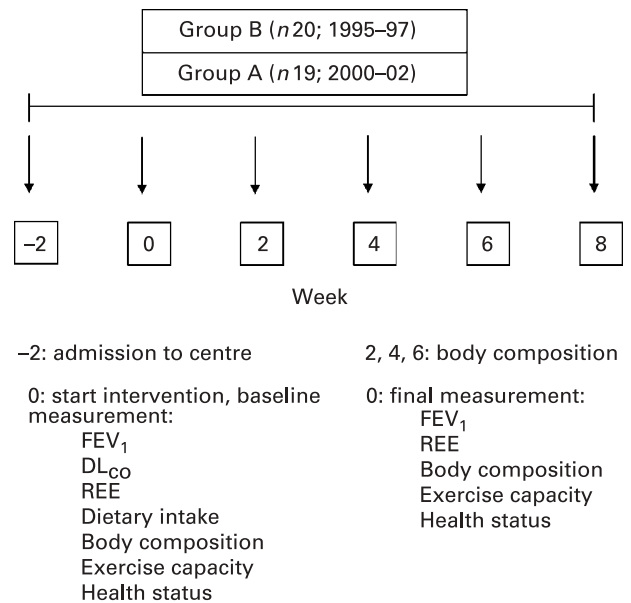 Group B (n 20; 1995–97)
Group A (n 19; 2000–02)
–2
0
2
4
6
8
Week
–2: admission to centre
0: start intervention, baseline
measurement:
FEV1
DLCO
REE
Dietary intake
Body composition
Exercise capacity
Health status
2, 4, 6: body composition
0: final measurement:
FEV1
REE
Body composition
Exercise capacity
Health status